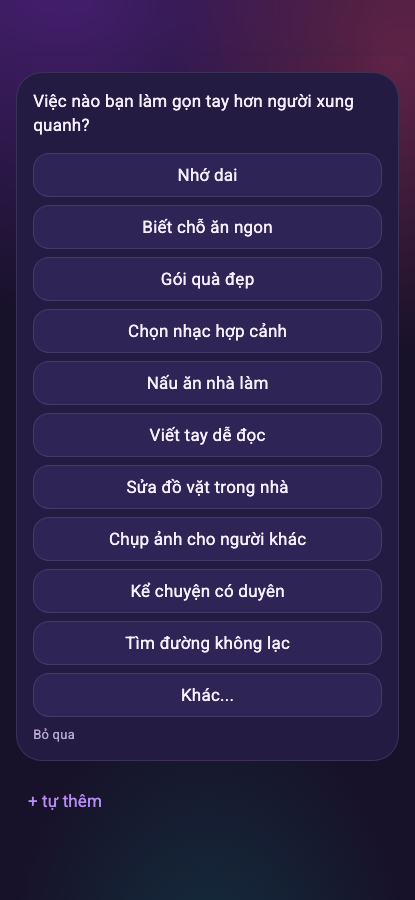 Việc nào bạn làm gọn tay hơn người xung
quanh?
Nhớ dai
Biết chỗ ăn ngon
Gói quà đẹp
Chọn nhạc hợp cảnh
Nấu ăn nhà làm
Viết tay dễ đọc
Sửa đồ vặt trong nhà
Chụp ảnh cho người khác
Kể chuyện có duyên
Tìm đường không lạc
Khác...
Bỏ qua
+ tự thêm